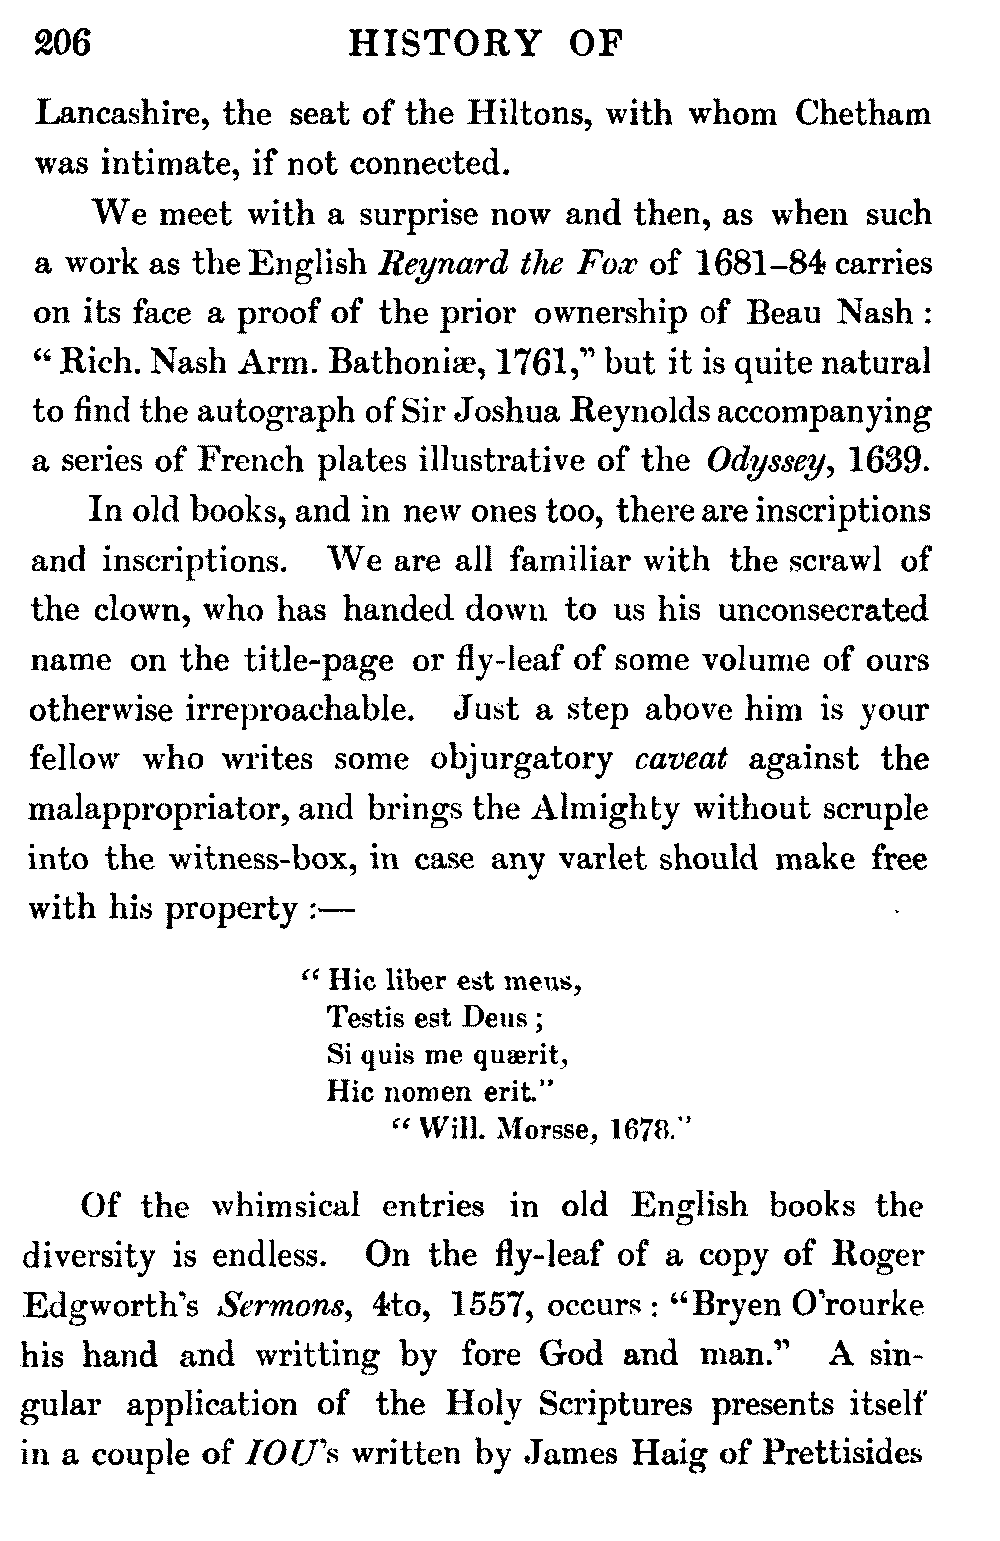 206 HISTORY OF
Lancashire, the seat of the Hiltons, with whom Chetham
was intimate, if not connected.
We meet with a surprise now and then, as when such
a work as the English Reynard the Fox of 1681–84 carries
on its face a proof of the prior ownership of Beau Nash :
“ Rich. Nash Arm. Bathoniæ, 1761,” but it is quite natural
to find the autograph of Sir Joshua Reynolds accompanying
a series of French plates illustrative of the Odyssey, 1639.
In old books, and in new ones too, there are inscriptions
and inscriptions. We are all familiar with the scrawl of
the clown, who has handed down to us his unconsecrated
name on the title-page or fly-leaf of some volume of ours
otherwise irreproachable. Just a step above him is your
fellow who writes some objurgatory caveat against the
malappropriator, and brings the Almighty without scruple
into the witness-box, in case any varlet should make free
with his property :—
“ Hic liber est meus,
Testis est Deus ;
Si quis me quærit,
Hic nomen erit.”
“ Will. Morsse, 1678.”
Of the whimsical entries in old English books the
diversity is endless. On the fly-leaf of a copy of Roger
Edgworth’s Sermons, 4to, 1557, occurs : “Bryen O’rourke
his hand and writting by fore God and man.” A sin-
gular application of the Holy Scriptures presents itself
in a couple of IOU’s written by James Haig of Prettisides